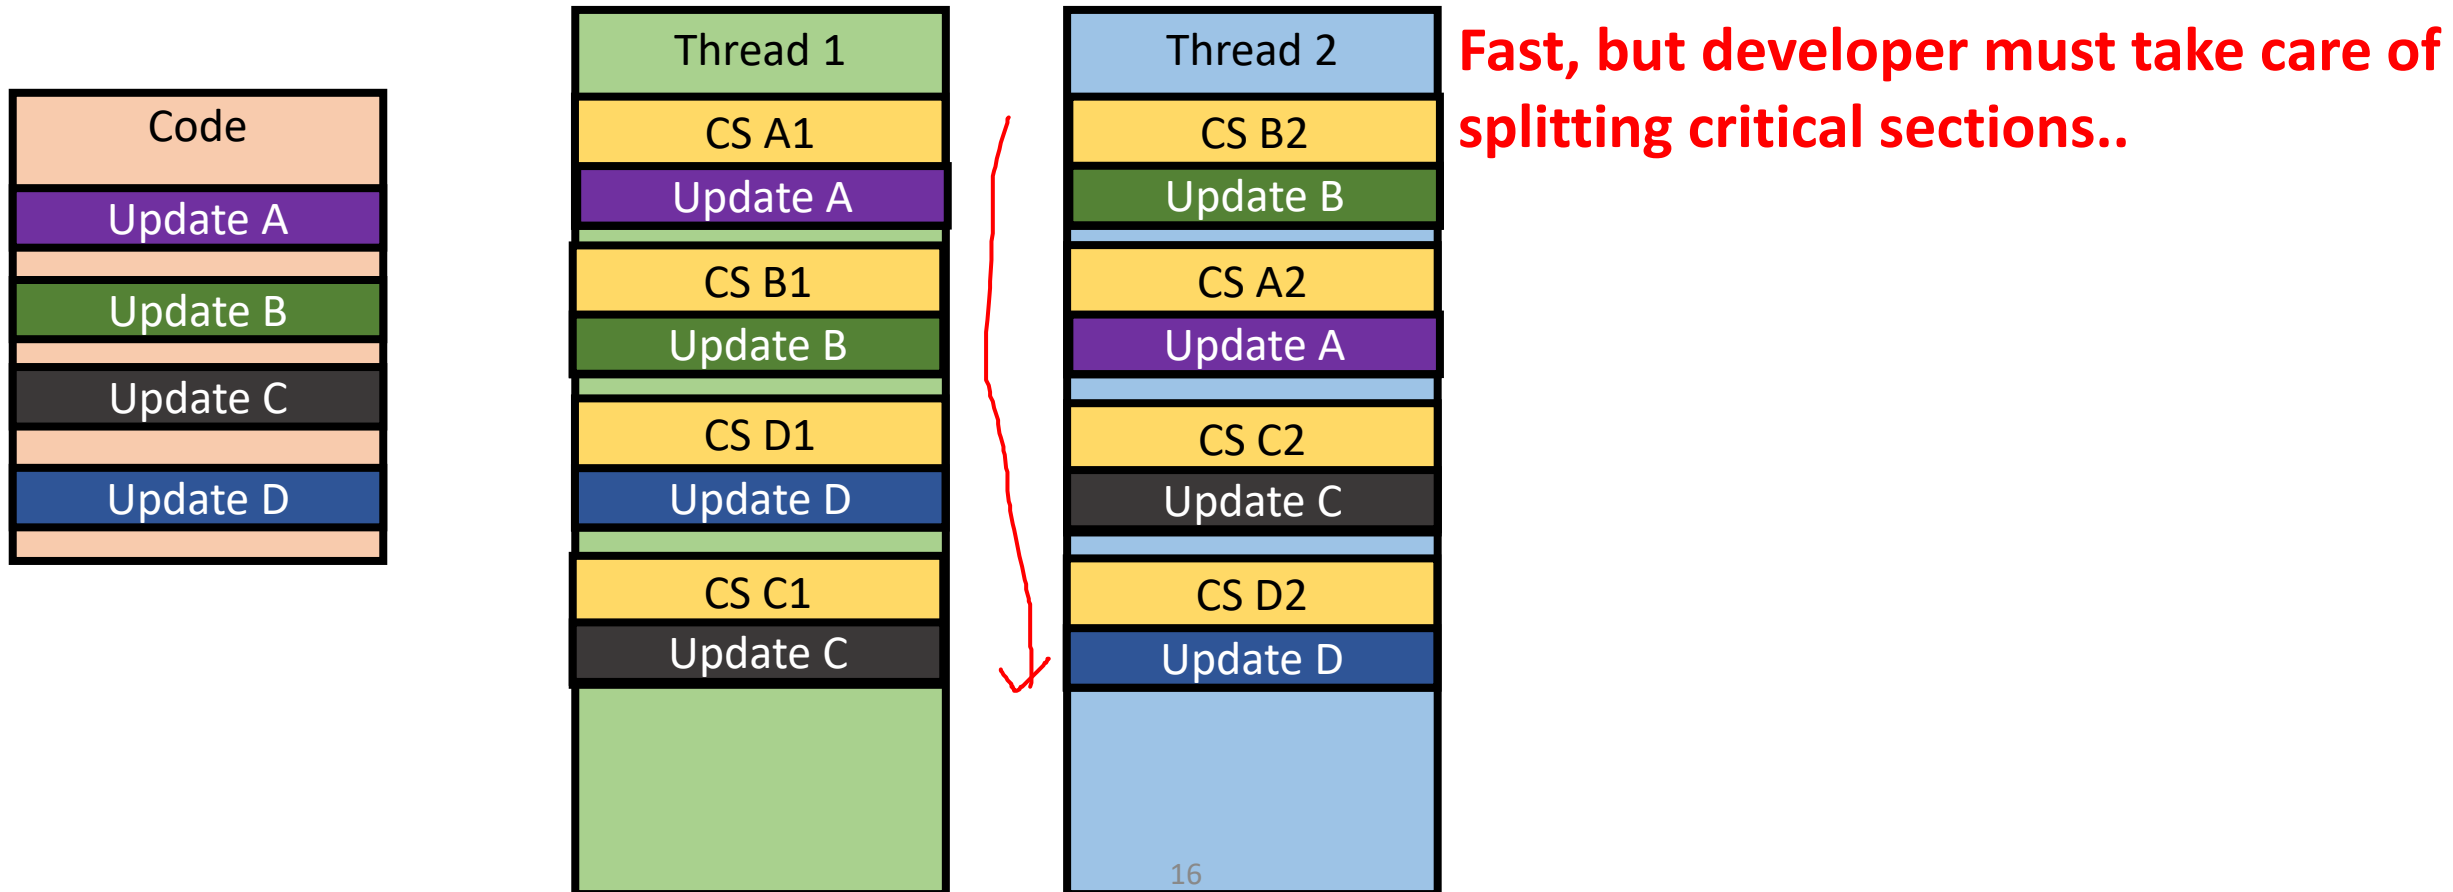 Code
Update A
Update B
Update C
Update D
Thread 1
CS A1
Update A
CS B1
Update B
CS D1
Update D
CS C1
Update C
Thread 2
CS B2
Update B
CS A2
Update A
CS C2
Update C
CS D2
Update D
Fast, but developer must take care of
splitting critical sections..
16